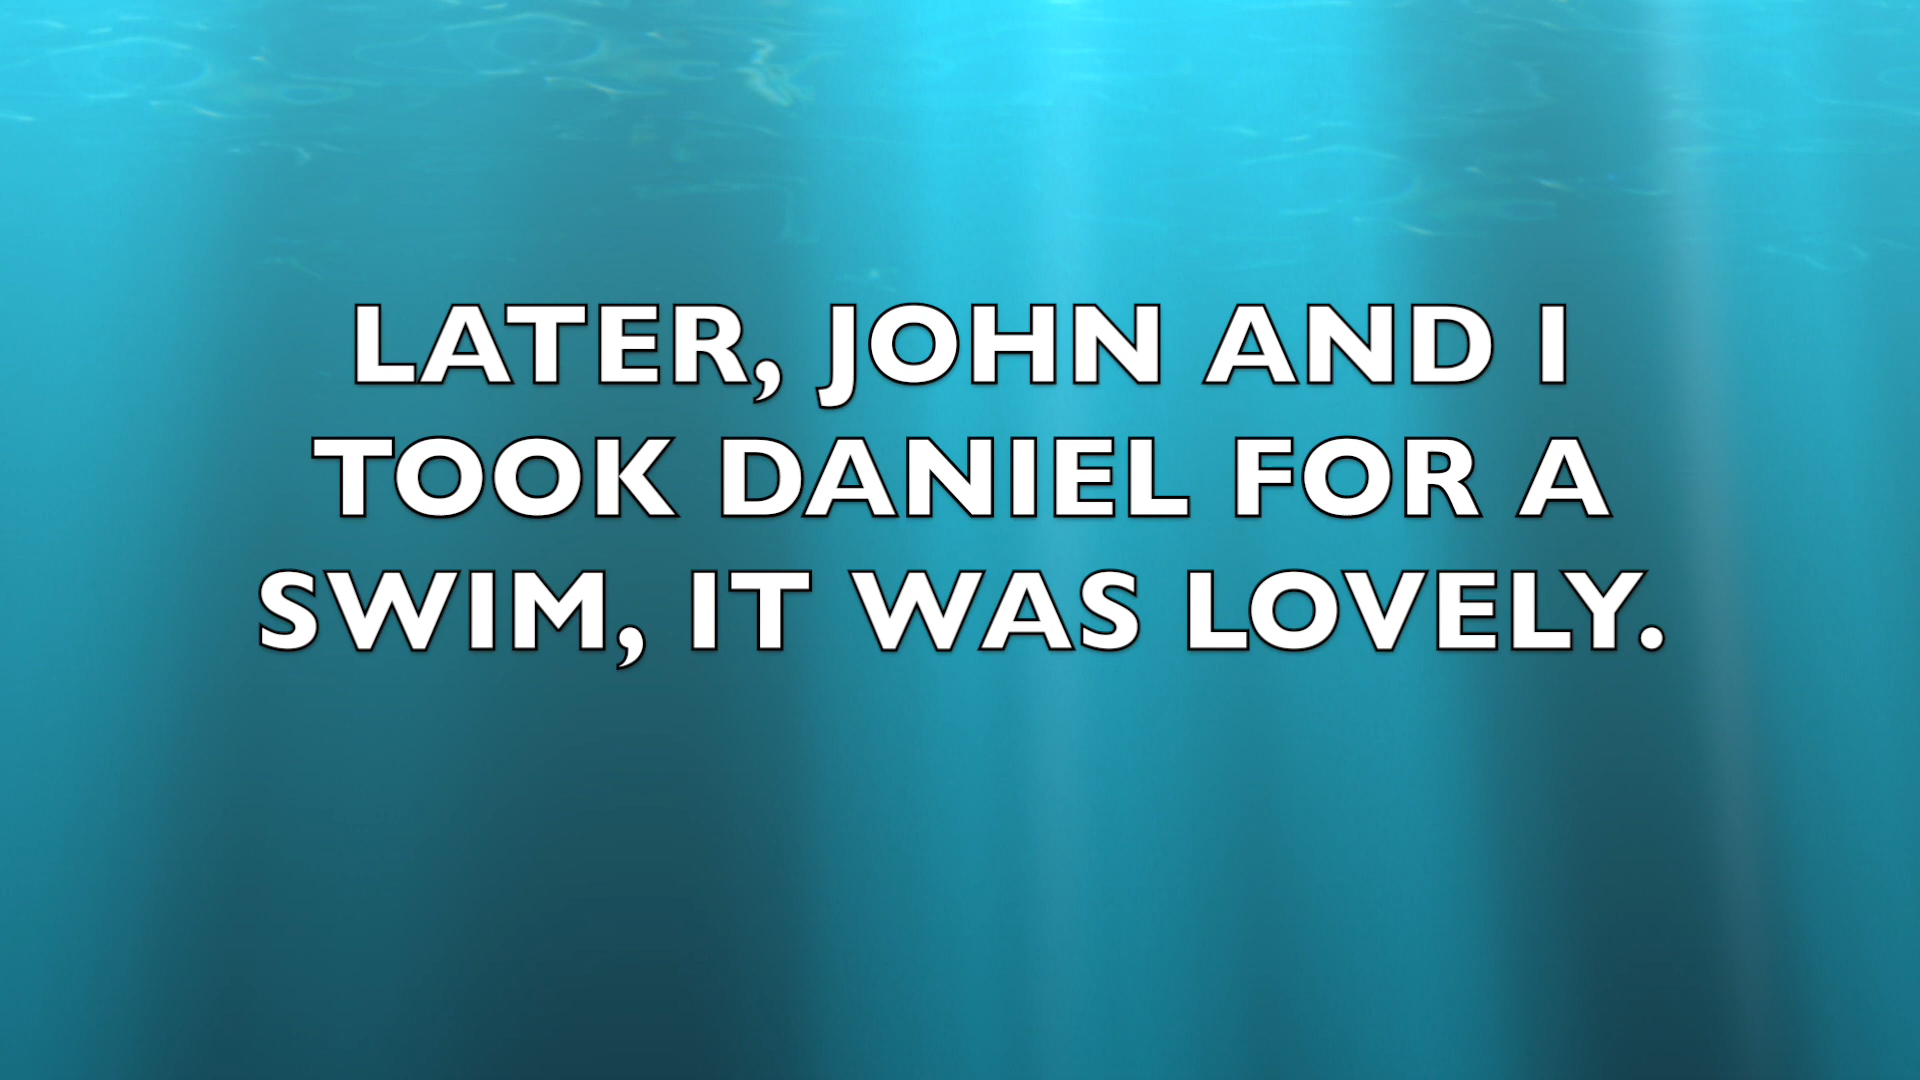 LATER, JOHN AND I
TOOK DANIEL FOR A
SWIM, IT WAS LOVELY.